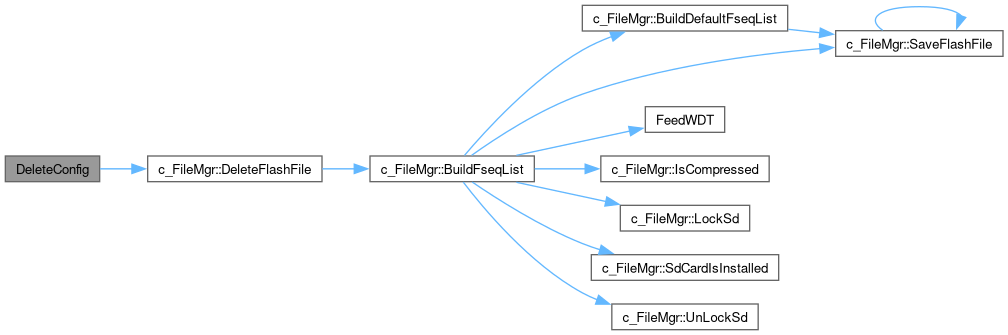 DeleteConfig
c_FileMgr::DeleteFlashFile
c_FileMgr::BuildFseqList
c_FileMgr::BuildDefaultFseqList
c_FileMgr::SaveFlashFile
FeedWDT
c_FileMgr::IsCompressed
c_FileMgr::LockSd
c_FileMgr::SdCardIsInstalled
c_FileMgr::UnLockSd